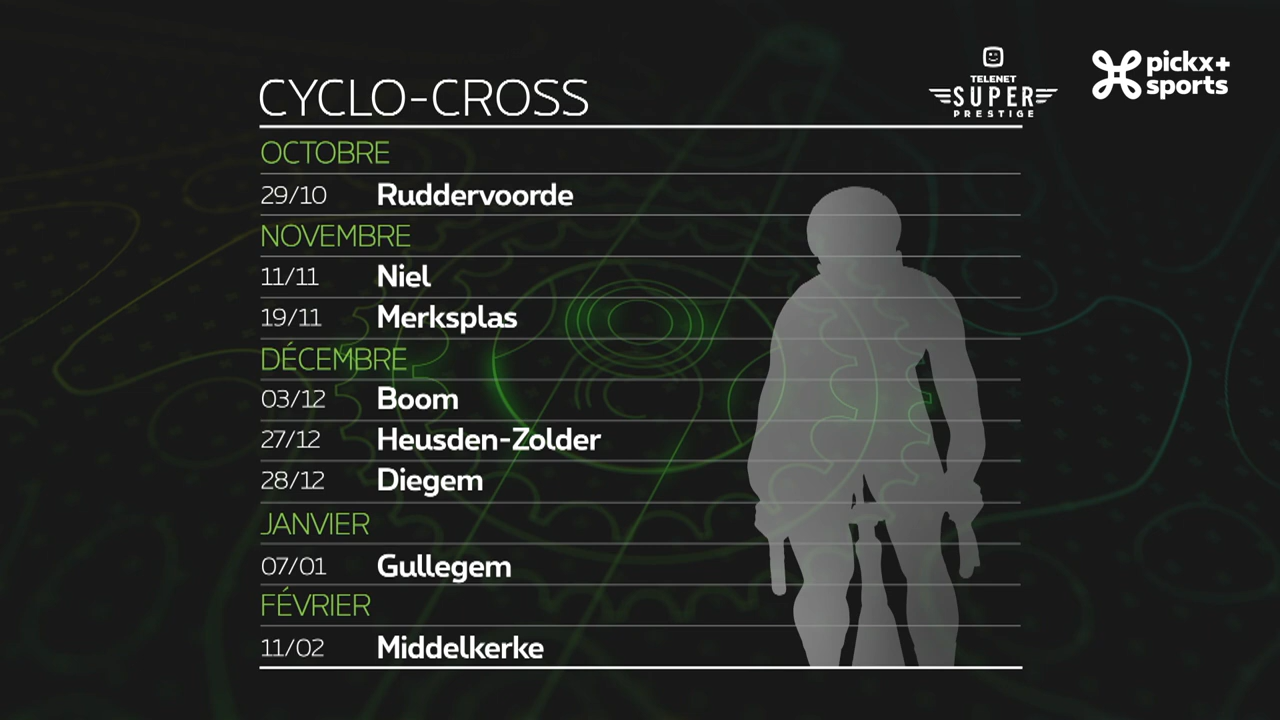 TELENET
SUPER
PRESTIGE
pickx+
sports
CYCLO-CROSS
OCTOBRE
29/10 Ruddervoorde
NOVEMBRE
11/11 Niel
19/11 Merksplas
DÉCEMBRE
03/12 Boom
27/12 Heusden-Zolder
28/12 Diegem
JANVIER
07/01 Gullegem
FÉVRIER
11/02 Middelkerke